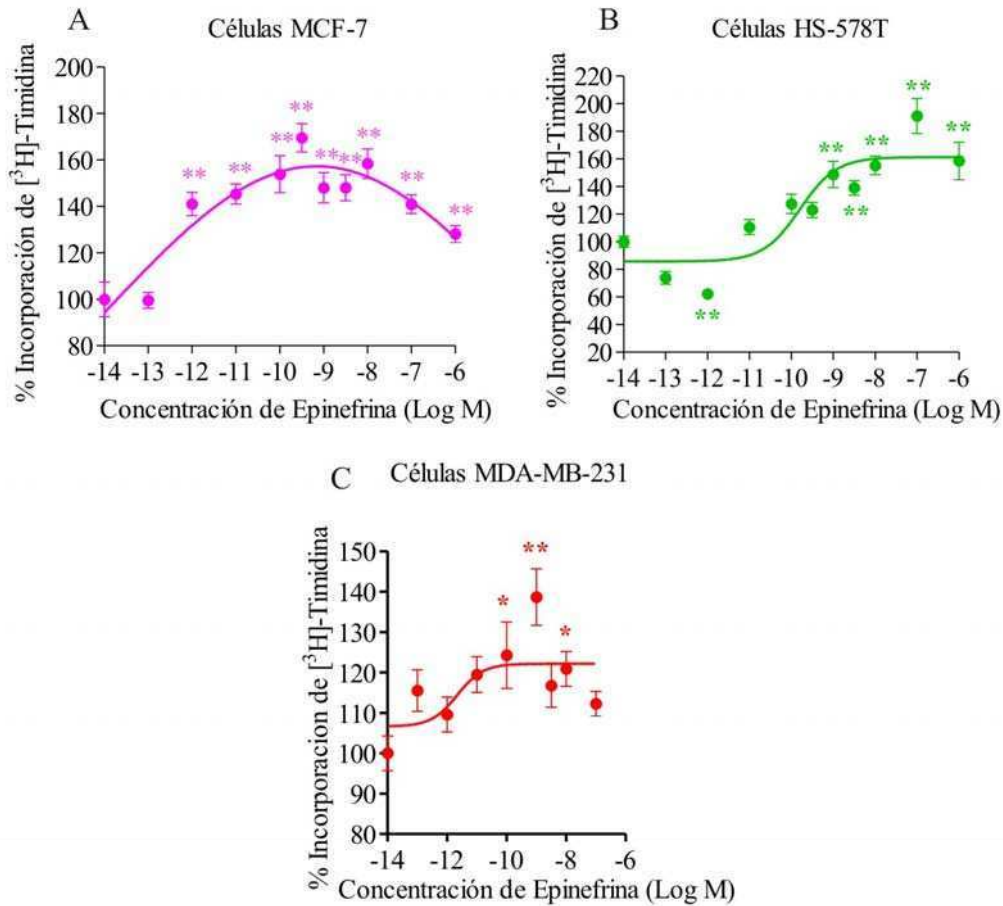 A
Células MCF-7
% Incorporación de [³H]-Timidina
200
180
160
140
120
100
80
**
**
**
**
**
**
**
**
**
-14 -13 -12 -11 -10 -9 -8 -7 -6
Concentración de Epinefrina (Log M)
B
Células HS-578T
% Incorporación de [³H]-Timidina
220
200
180
160
140
120
100
80
60
40
20
**
**
**
**
**
**
-14 -13 -12 -11 -10 -9 -8 -7 -6
Concentración de Epinefrina (Log M)
C
Células MDA-MB-231
% Incorporacion de [³H]-Timidina
150
140
130
120
110
100
90
80
*
**
*
-14 -12 -10 -8 -6
Concentración de Epinefrina (Log M)